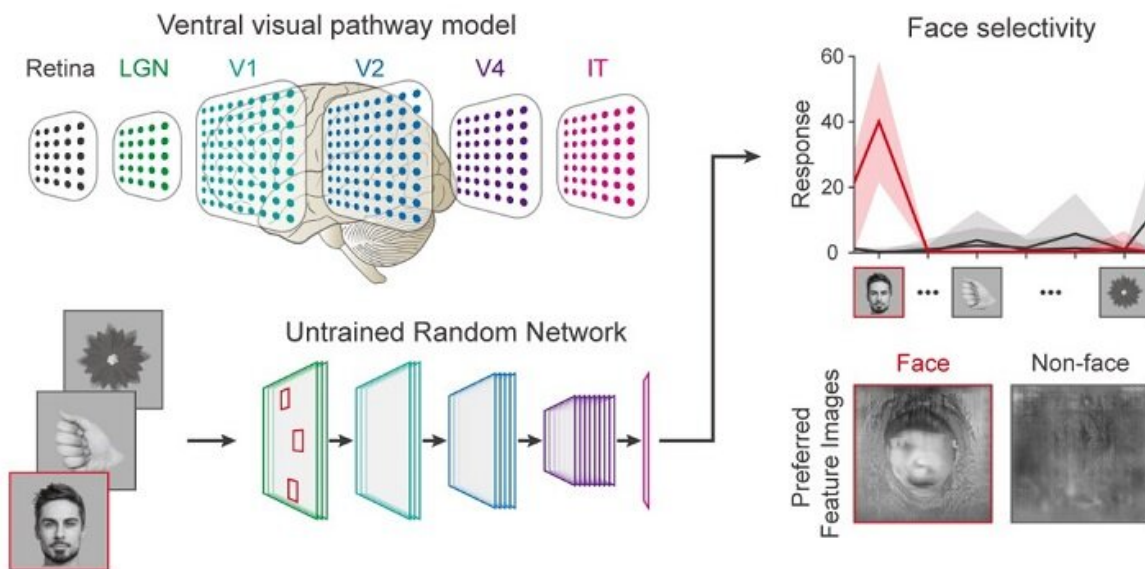 Ventral visual pathway model
Retina LGN V1 V2 V4 IT
Untrained Random Network
Face selectivity
Response
60
40
20
0
... ...
Face Non-face
Preferred
Feature Images